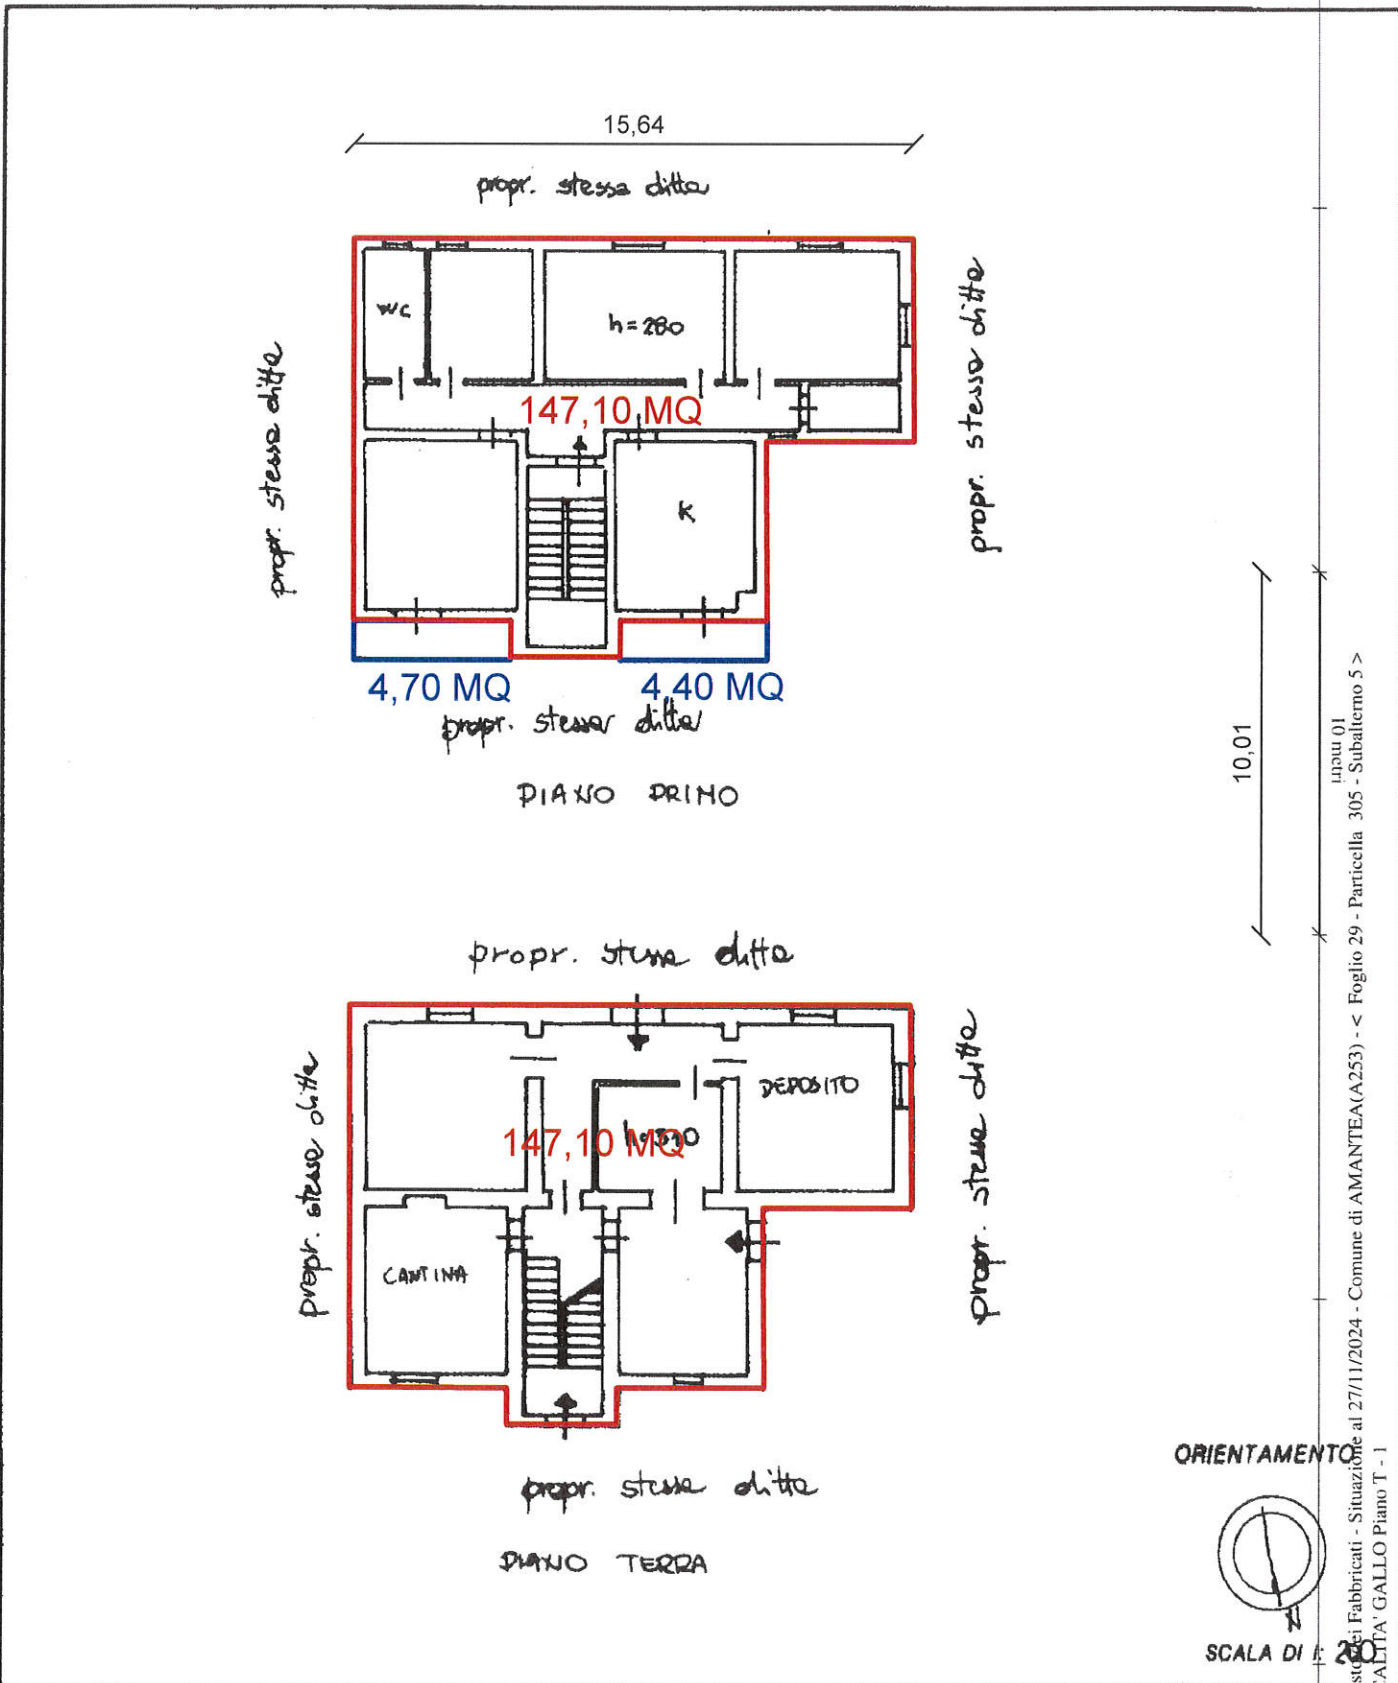 15,64
propr. stessa ditta
propr. stessa ditta
propr. stessa ditta
WC
h=280
147,10 MQ
K
4,70 MQ
4,40 MQ
propr. stessa ditta
PIANO PRIMO
10,01
10 metri
propr. stessa ditta
propr. stessa ditta
propr. stessa ditta
DEPOSITO
147,10 MQ
CANTINA
propr. stessa ditta
PIANO TERRA
ORIENTAMENTO
N
SCALA DI 1: 200
ei Fabbricati - Situazione al 27/11/2024 - Comune di AMANTEA(A253) - < Foglio 29 - Particella 305 - Subalterno 5 >
ALITA' GALLO Piano T - 1